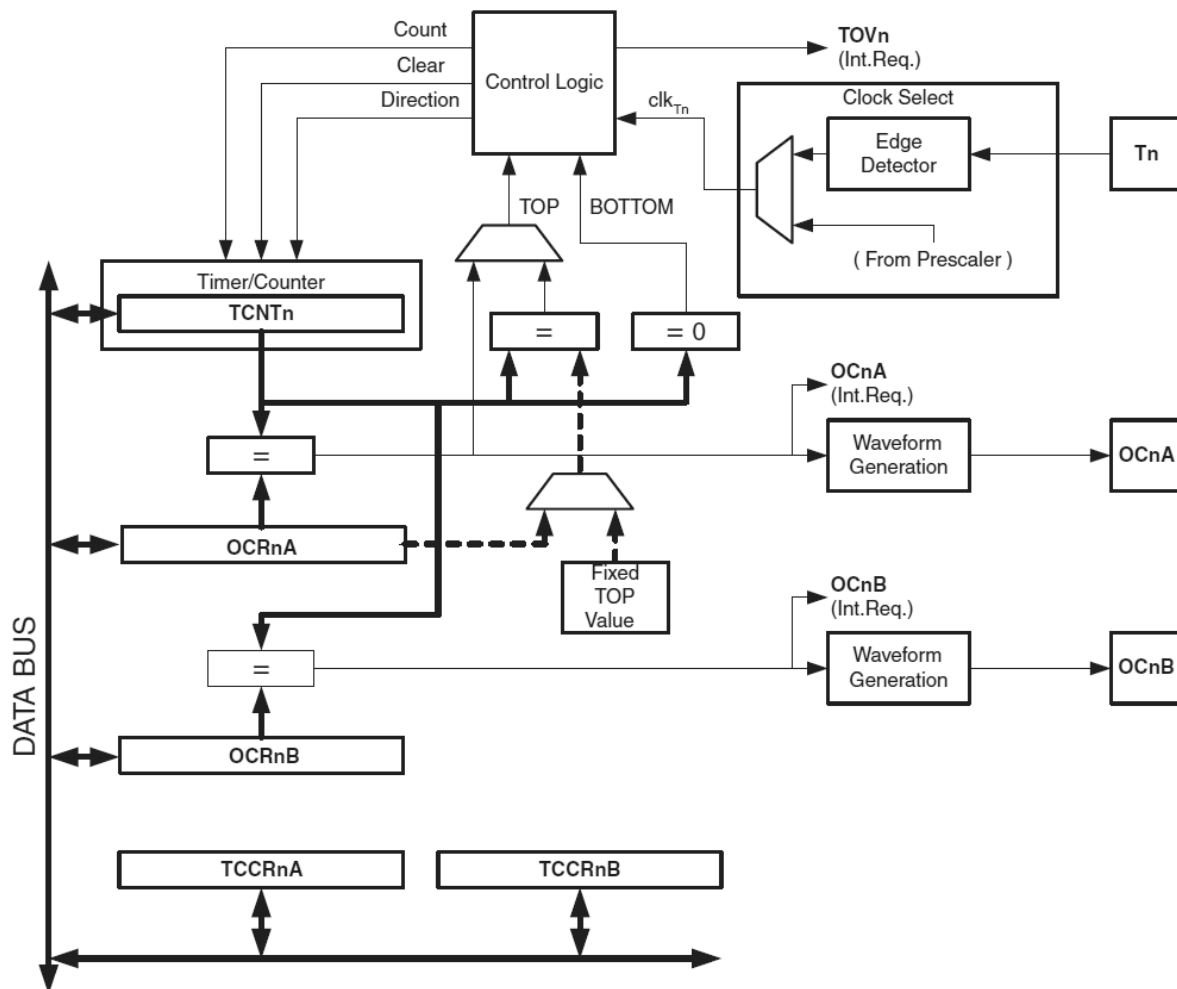 Count
Clear
Direction
Control Logic
TOVn
(Int.Req.)
clkTn
Clock Select
Edge
Detector
Tn
( From Prescaler )
TOP
BOTTOM
Timer/Counter
TCNTn
=
= 0
OCnA
(Int.Req.)
=
Waveform
Generation
OCnA
OCRnA
Fixed
TOP
Value
OCnB
(Int.Req.)
=
Waveform
Generation
OCnB
OCRnB
DATA BUS
TCCRnA
TCCRnB